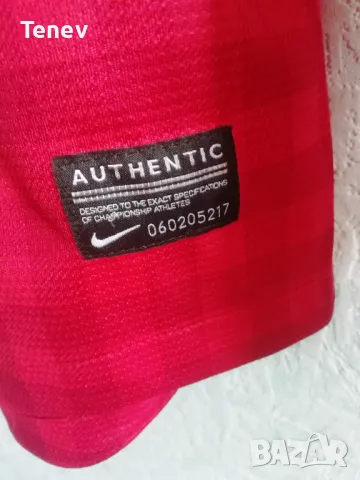 Tenev
AUTHENTIC
DESIGNED TO THE EXACT SPECIFICATIONS
OF CHAMPIONSHIP ATHLETES
060205217
BAZAR